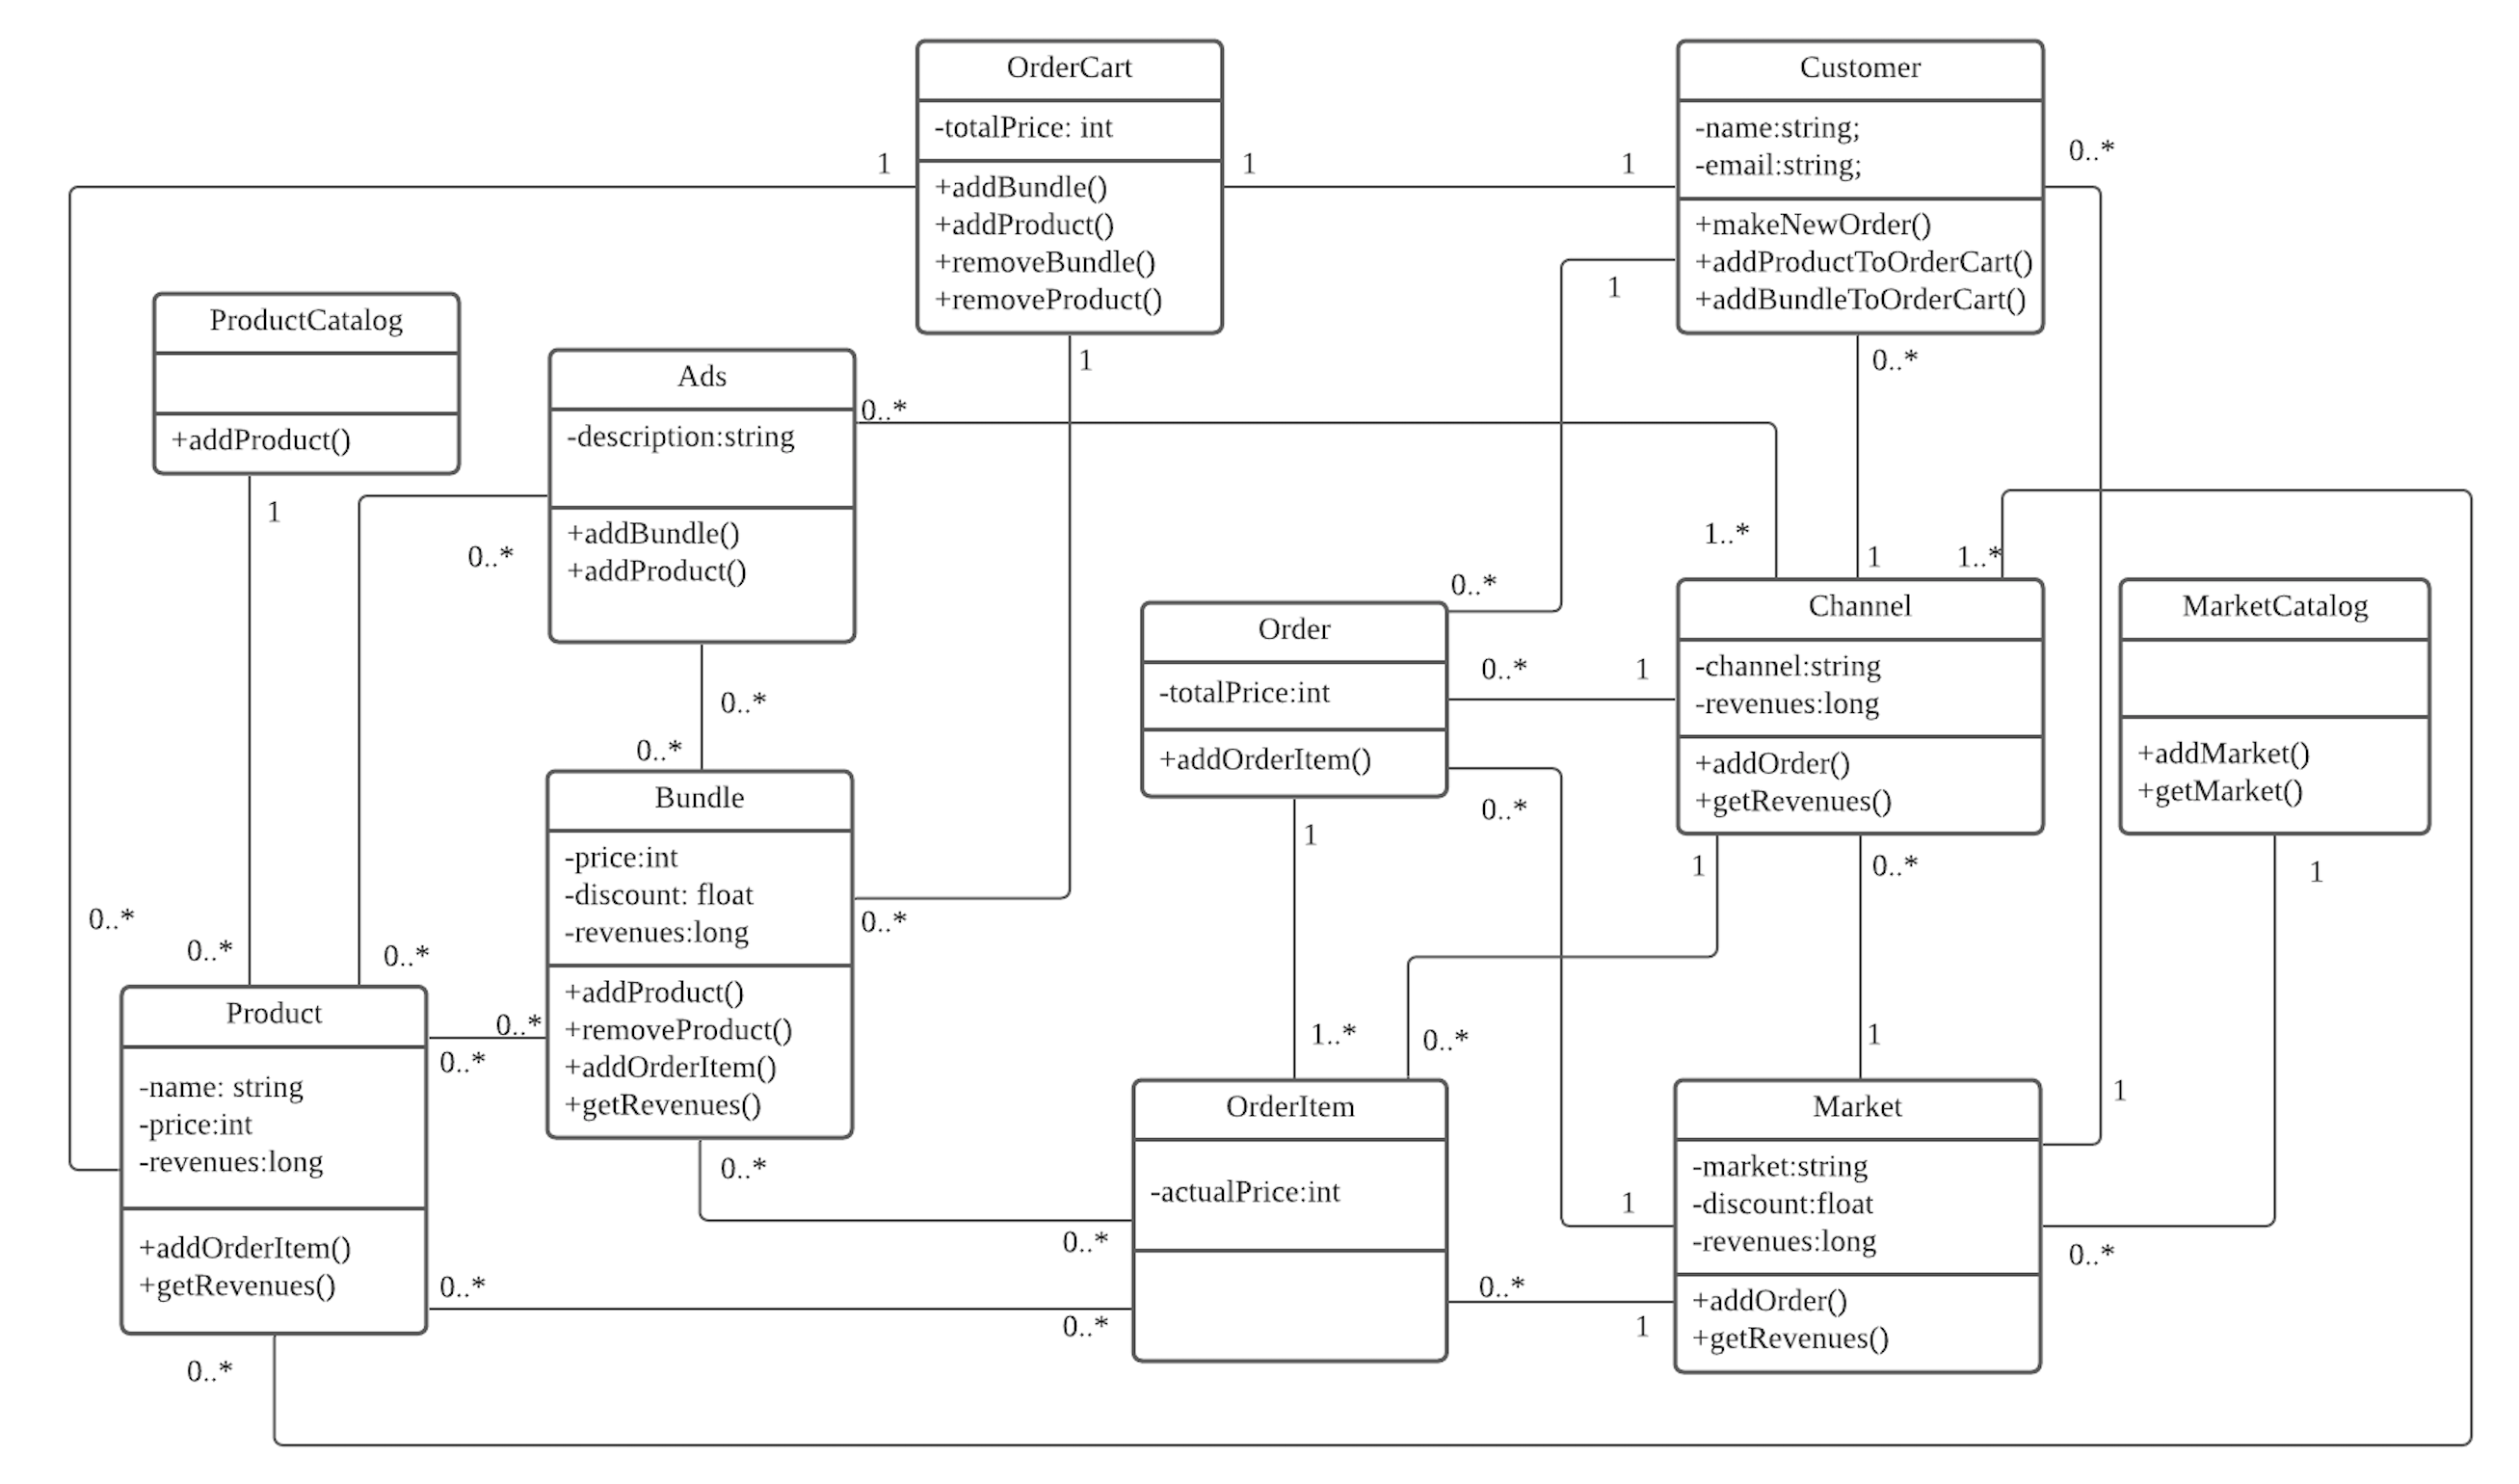 OrderCart
-totalPrice: int
+addBundle()
+addProduct()
+removeBundle()
+removeProduct()
1
1
1
Customer
-name:string;
-email:string;
+makeNewOrder()
+addProductToOrderCart()
+addBundleToOrderCart()
1
0..*
1
0..*
ProductCatalog
+addProduct()
1
Ads
-description:string
+addBundle()
+addProduct()
0..*
0..*
0..*
0..*
Bundle
-price:int
-discount: float
-revenues:long
+addProduct()
+removeProduct()
+addOrderItem()
+getRevenues()
0..*
0..*
0..*
Order
-totalPrice:int
+addOrderItem()
0..*
0..*
0..*
1
Channel
-channel:string
-revenues:long
+addOrder()
+getRevenues()
1..*
1
1..*
1
1
0..*
MarketCatalog
+addMarket()
+getMarket()
1
Product
-name: string
-price:int
-revenues:long
+addOrderItem()
+getRevenues()
0..*
0..*
0..*
0..*
0..*
0..*
OrderItem
-actualPrice:int
1..*
0..*
0..*
0..*
0..*
Market
-market:string
-discount:float
-revenues:long
+addOrder()
+getRevenues()
1
1
1
1
0..*